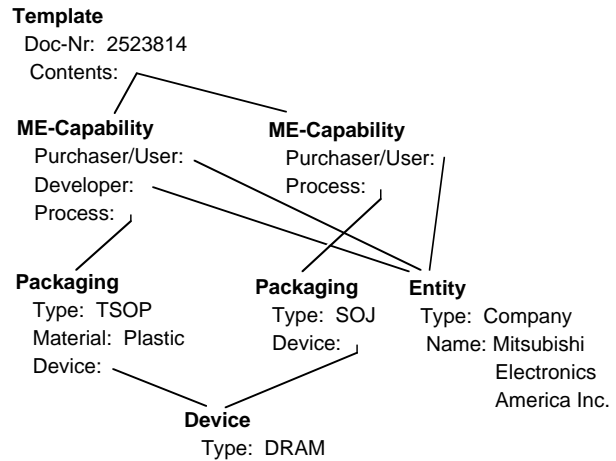 Template
Doc-Nr: 2523814
Contents:
ME-Capability
Purchaser/User:
Developer:
Process:
ME-Capability
Purchaser/User:
Process:
Packaging
Type: TSOP
Material: Plastic
Device:
Packaging
Type: SOJ
Device:
Entity
Type: Company
Name: Mitsubishi
Electronics
America Inc.
Device
Type: DRAM